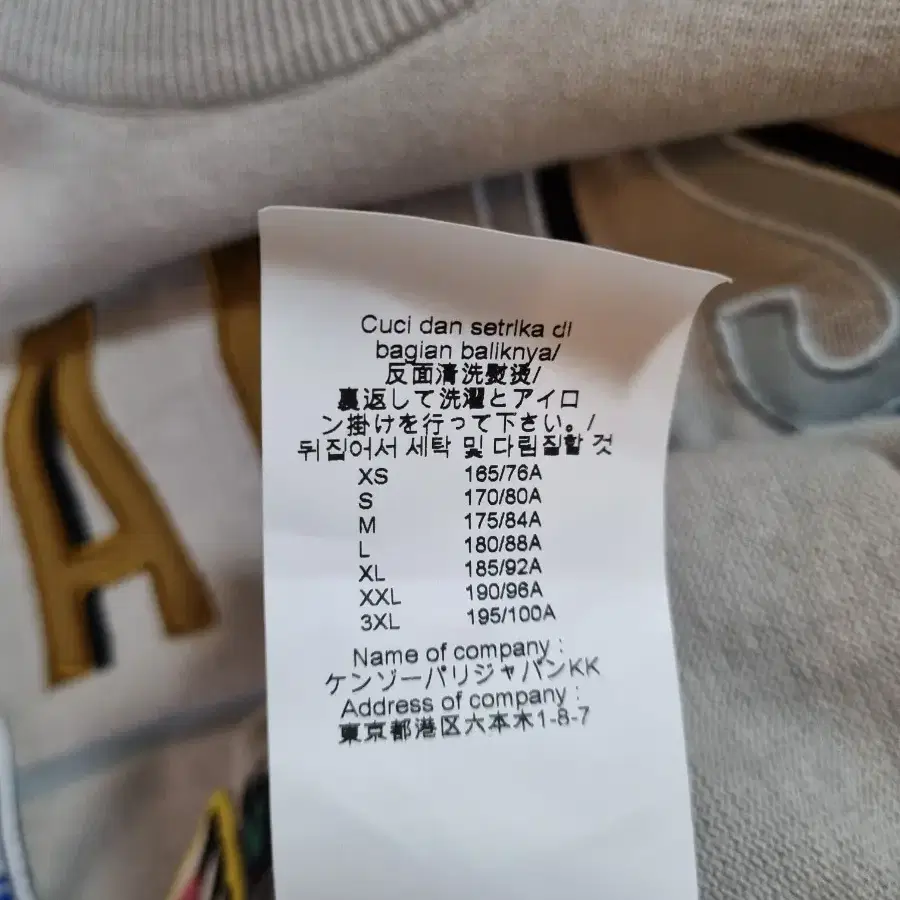 Cuci dan setrika di
bagian baliknya/
反面清洗熨烫/
裏返して洗濯とアイロ
ン掛けを行って下さい。/
뒤집어서 세탁 및 다림질할 것
XS 165/76A
S 170/80A
M 175/84A
L 180/88A
XL 185/92A
XXL 190/96A
3XL 195/100A
Name of company :
ケンゾーパリジャパンKK
Address of company :
東京都港区六本木1-8-7
A